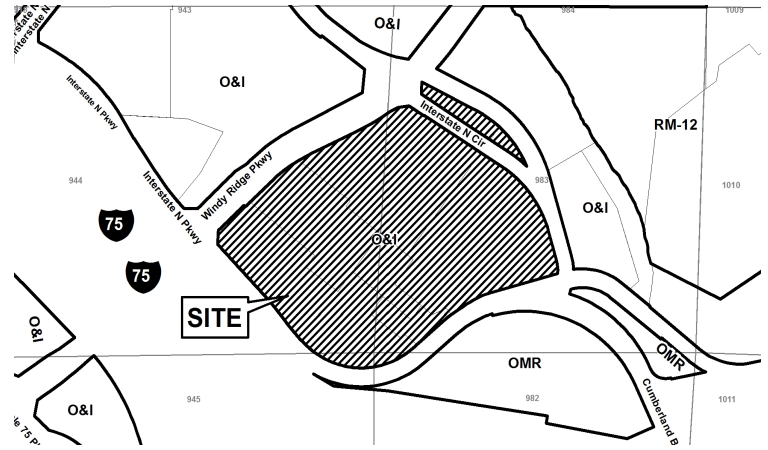 943
984
1009
Interstate N
O&I
O&I
Interstate N Pkwy
Interstate N Cir
RM-12
944
Interstate N Pkwy
Windy Ridge Pkwy
983
1010
O&I
75
O&I
75
SITE
O&I
OMR
OMR
O&I
945
982
Cumberland B
1011